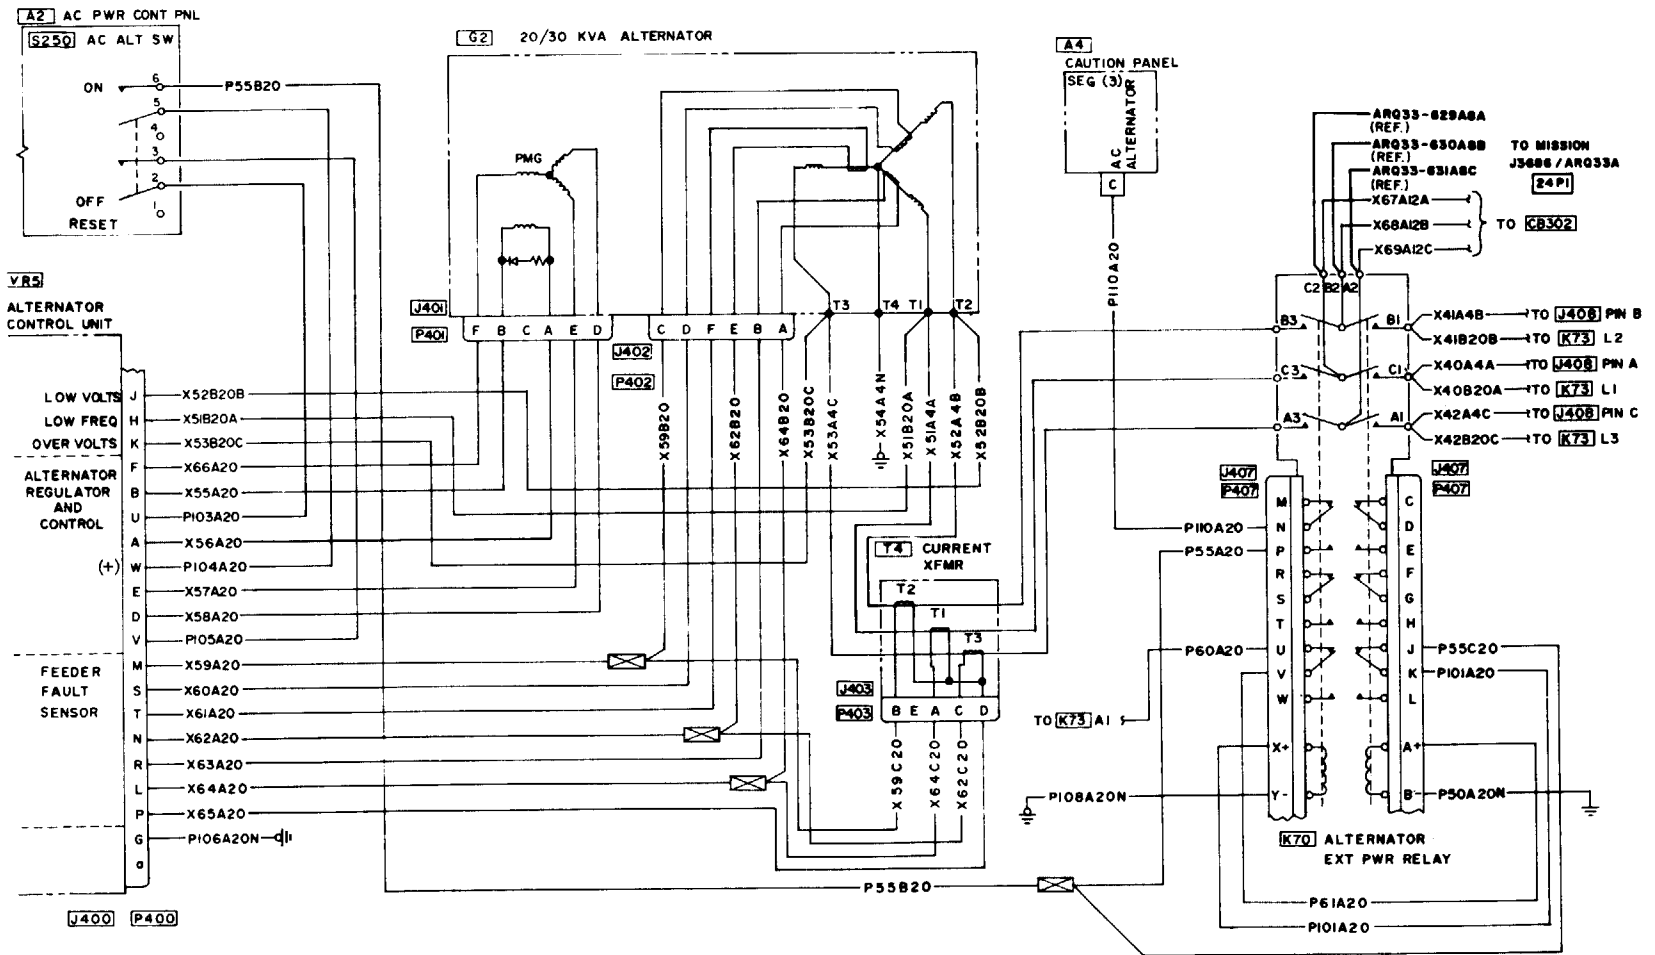 A2 AC PWR CONT PNL
S250 AC ALT SW
ON
6
5
4
3
2
1
OFF
RESET
P55B20
G2 20/30 KVA ALTERNATOR
PMG
A4
CAUTION PANEL
SEG (3)
AC ALTERNATOR
C
P110A20
ARQ33-629A8A
(REF.)
ARQ33-630A8B
(REF.)
ARQ33-631A8C
(REF.)
TO MISSION
J3686/ARQ33A
24P1
X67A12A
X68A12B
X69A12C
TO CB302
C2 B2 A2
B3 B1
C3 C1
A3 A1
X41A4B TO J408 PIN B
X41B20B TO K73 L2
X40A4A TO J408 PIN A
X40B20A TO K73 L1
X42A4C TO J408 PIN C
X42B20C TO K73 L3
VR5
ALTERNATOR
CONTROL UNIT
J401
P401
F B C A E D
J402
P402
C D F E B A
T3 T4 T1 T2
X59B20
X62B20
X64B20
X53B20C
X53A4C
X54A4N
X51B20A
X51A4A
X52A4B
X52B20B
LOW VOLTS J X52B20B
LOW FREQ H X51B20A
OVER VOLTS K X53B20C
ALTERNATOR
REGULATOR
AND
CONTROL
F X66A20
B X55A20
U P103A20
A X56A20
(+) W P104A20
E X57A20
D X58A20
V P105A20
FEEDER
FAULT
SENSOR
M X59A20
S X60A20
T X61A20
N X62A20
R X63A20
L X64A20
P X65A20
G P106A20N
a
J400 P400
T4 CURRENT
XFMR
T2
T1
T3
J403
P403
B E A C D
X59C20
X64C20
X62C20
P55B20
J407
P407
J407
P407
P110A20
P55A20
P60A20
TO K73 A1
P108A20N
M
N
P
R
S
T
U
V
W
X+
Y-
C
D
E
F
G
H
J
K
L
A+
B-
P55C20
P101A20
P50A20N
K70 ALTERNATOR
EXT PWR RELAY
P61A20
P101A20